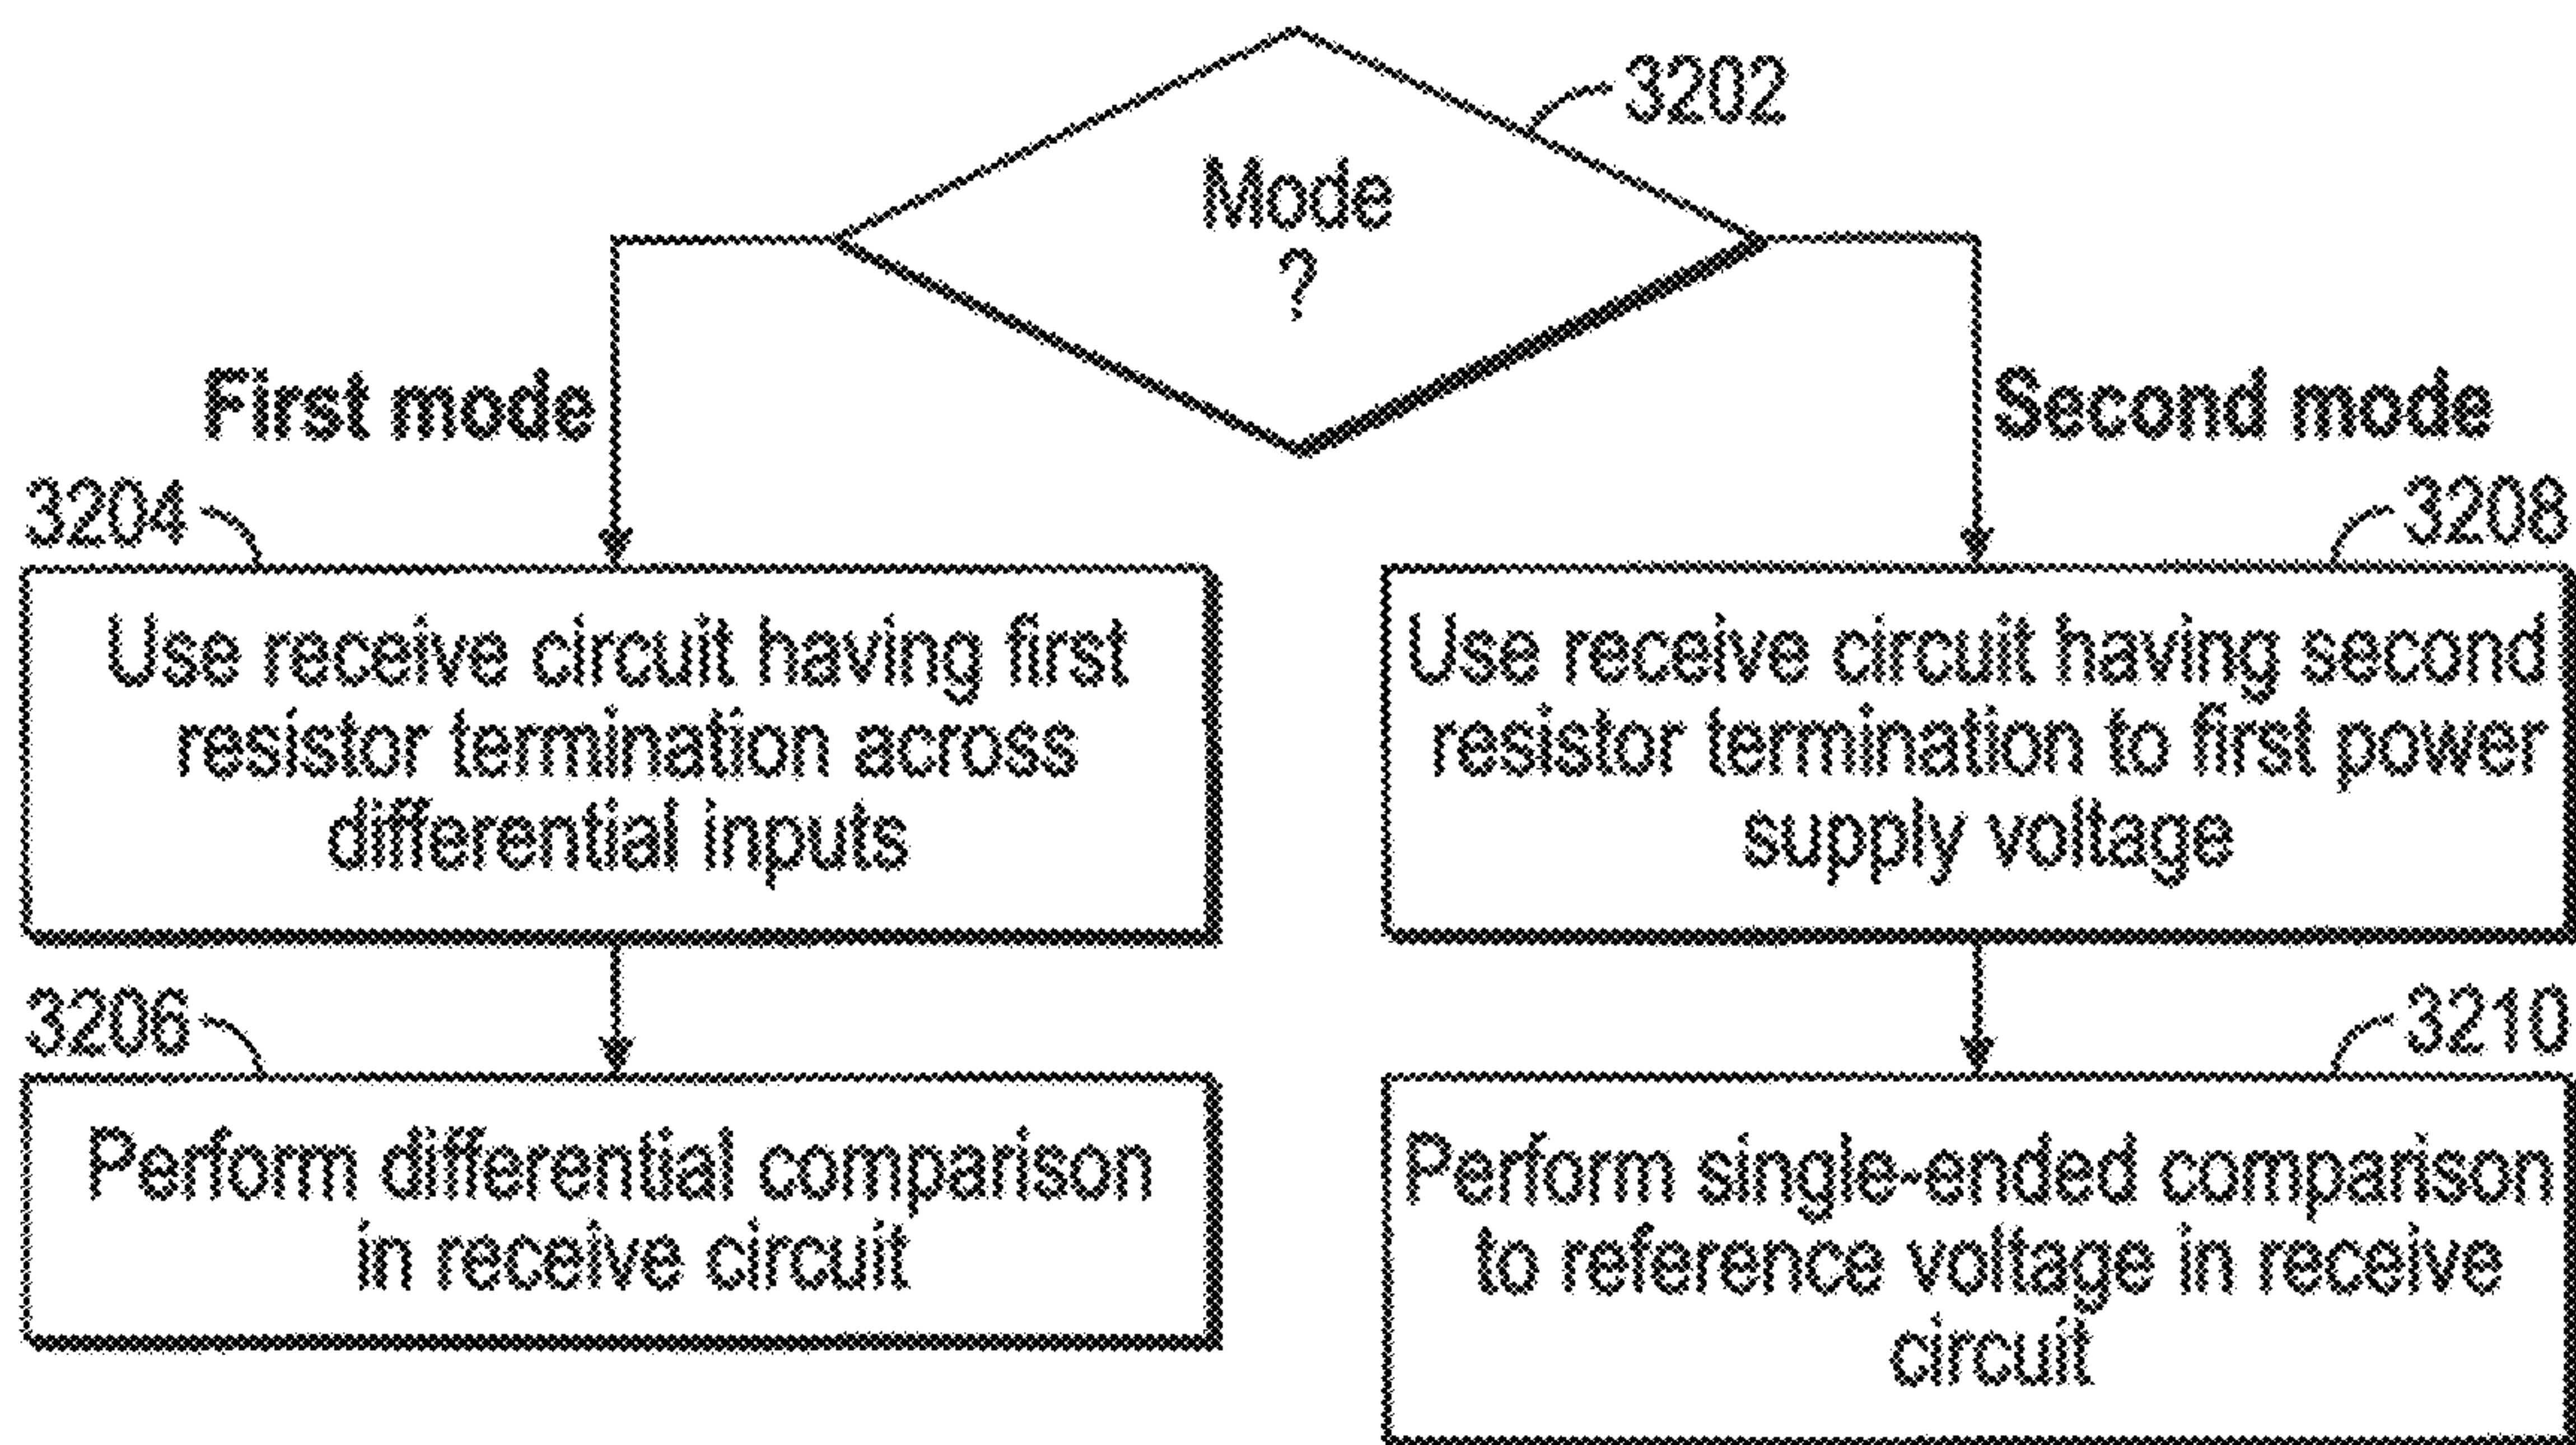 3202
Mode
?
First mode
Second mode
3204
Use receive circuit having first
resistor termination across
differential inputs
3206
Perform differential comparison
in receive circuit
3208
Use receive circuit having second
resistor termination to first power
supply voltage
3210
Perform single-ended comparison
to reference voltage in receive
circuit